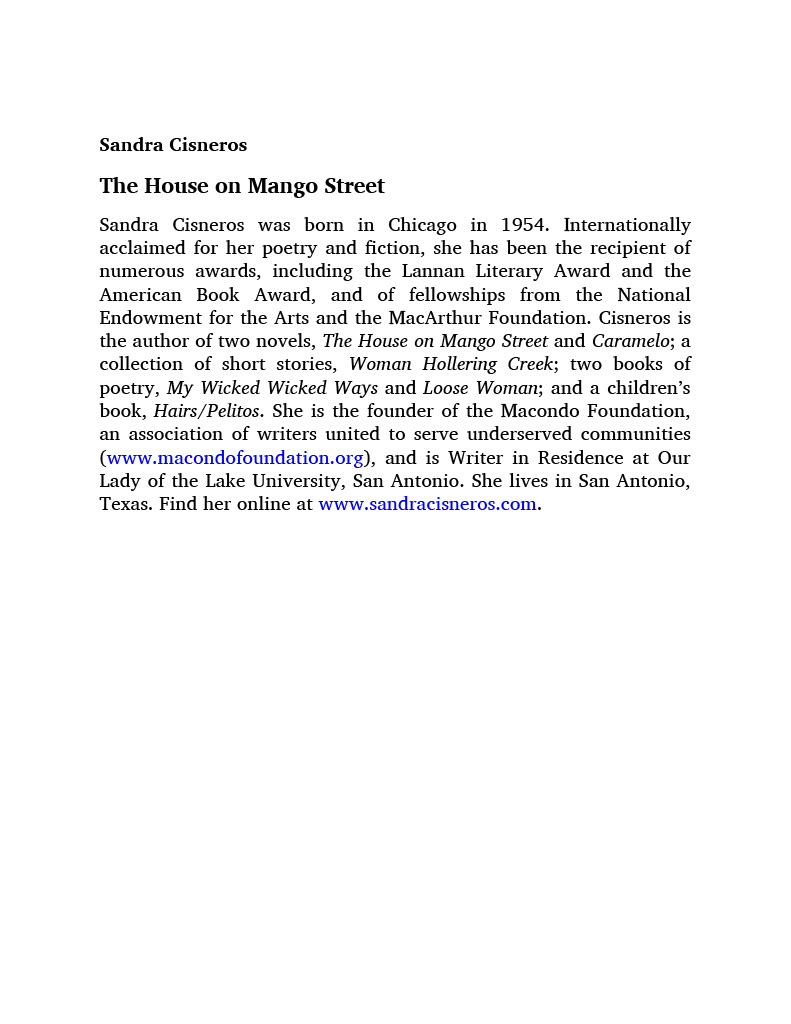 Sandra Cisneros
The House on Mango Street
Sandra Cisneros was born in Chicago in 1954. Internationally
acclaimed for her poetry and fiction, she has been the recipient of
numerous awards, including the Lannan Literary Award and the
American Book Award, and of fellowships from the National
Endowment for the Arts and the MacArthur Foundation. Cisneros is
the author of two novels, The House on Mango Street and Caramelo; a
collection of short stories, Woman Hollering Creek; two books of
poetry, My Wicked Wicked Ways and Loose Woman; and a children’s
book, Hairs/Pelitos. She is the founder of the Macondo Foundation,
an association of writers united to serve underserved communities
(www.macondofoundation.org), and is Writer in Residence at Our
Lady of the Lake University, San Antonio. She lives in San Antonio,
Texas. Find her online at www.sandracisneros.com.